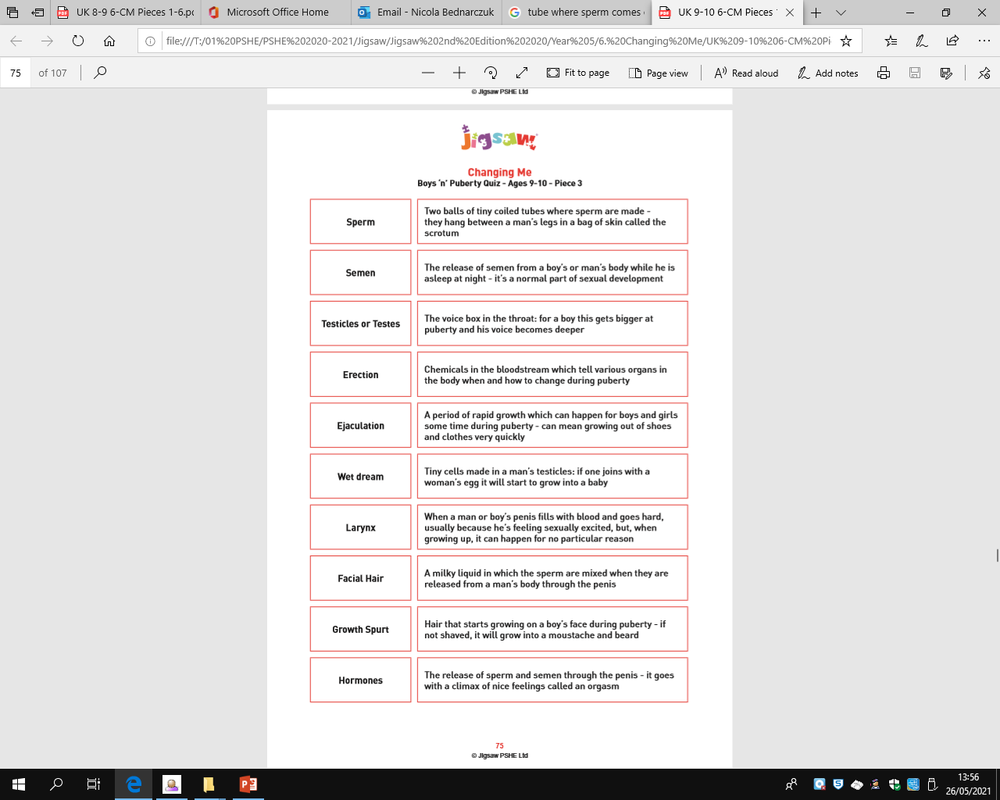 UK 8-9 6-CM Pieces 1-6.pd
Microsoft Office Home
Email - Nicola Bednarczuk
tube where sperm comes
UK 9-10 6-CM Pieces
file:///T:/01%20PSHE/PSHE%202020-2021/Jigsaw/Jigsaw%202nd%20Edition%202020/Year%205/6.%20Changing%20Me/UK%209-10%206-CM%20Pi
75 of 107
Fit to page
Page view
Read aloud
Add notes
© Jigsaw PSHE Ltd
jigsaw
Changing Me
Boys 'n' Puberty Quiz - Ages 9-10 - Piece 3
Sperm
Two balls of tiny coiled tubes where sperm are made -
they hang between a man's legs in a bag of skin called the
scrotum
Semen
The release of semen from a boy's or man's body while he is
asleep at night - it's a normal part of sexual development
Testicles or Testes
The voice box in the throat: for a boy this gets bigger at
puberty and his voice becomes deeper
Erection
Chemicals in the bloodstream which tell various organs in
the body when and how to change during puberty
Ejaculation
A period of rapid growth which can happen for boys and girls
some time during puberty - can mean growing out of shoes
and clothes very quickly
Wet dream
Tiny cells made in a man's testicles: if one joins with a
woman's egg it will start to grow into a baby
Larynx
When a man or boy's penis fills with blood and goes hard,
usually because he's feeling sexually excited, but, when
growing up, it can happen for no particular reason
Facial Hair
A milky liquid in which the sperm are mixed when they are
released from a man's body through the penis
Growth Spurt
Hair that starts growing on a boy's face during puberty - if
not shaved, it will grow into a moustache and beard
Hormones
The release of sperm and semen through the penis - it goes
with a climax of nice feelings called an orgasm
75
© Jigsaw PSHE Ltd
13:56
26/05/2021